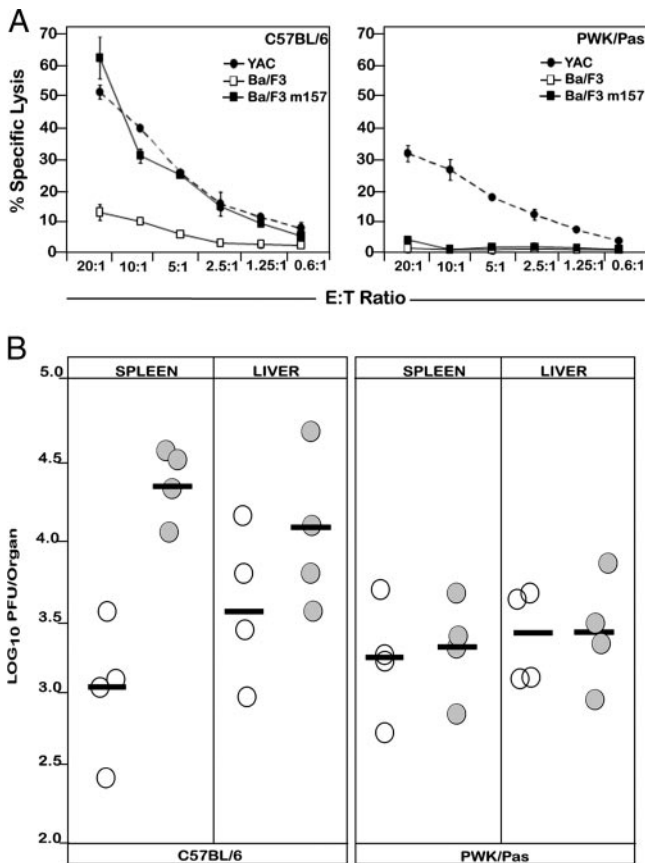 A
C57BL/6
PWK/Pas
% Specific Lysis
70
60
50
40
30
20
10
0
YAC
Ba/F3
Ba/F3 m157
70
60
50
40
30
20
10
0
YAC
Ba/F3
Ba/F3 m157
20:1 10:1 5:1 2.5:1 1.25:1 0.6:1
20:1 10:1 5:1 2.5:1 1.25:1 0.6:1
E:T Ratio
B
SPLEEN LIVER SPLEEN LIVER
LOG10 PFU/Organ
5.0
4.5
4.0
3.5
3.0
2.5
2.0
C57BL/6 PWK/Pas